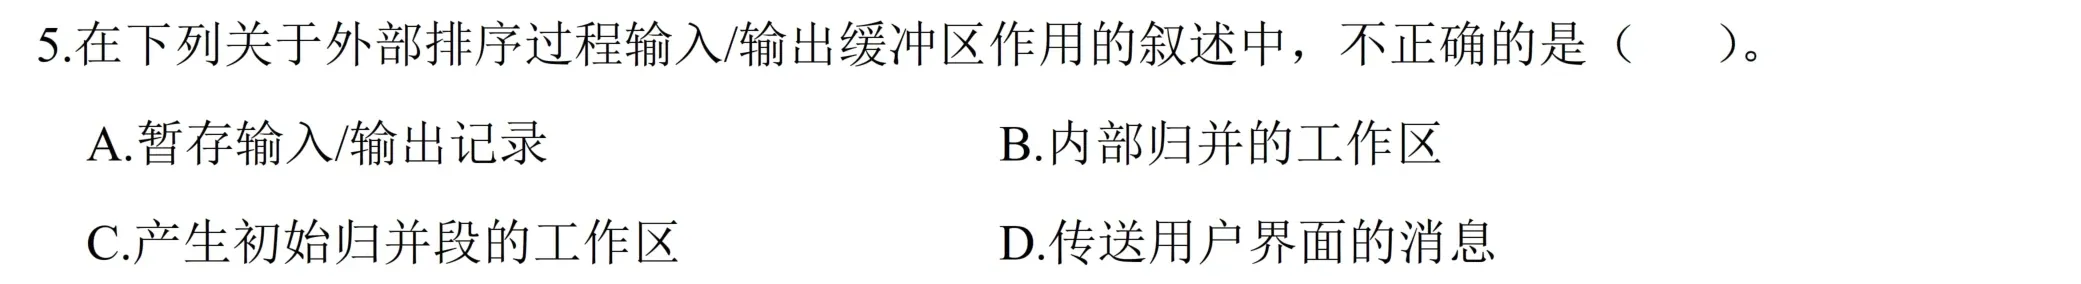 5.在下列关于外部排序过程输入/输出缓冲区作用的叙述中，不正确的是（　　）。
A.暂存输入/输出记录　　B.内部归并的工作区
C.产生初始归并段的工作区　　D.传送用户界面的消息